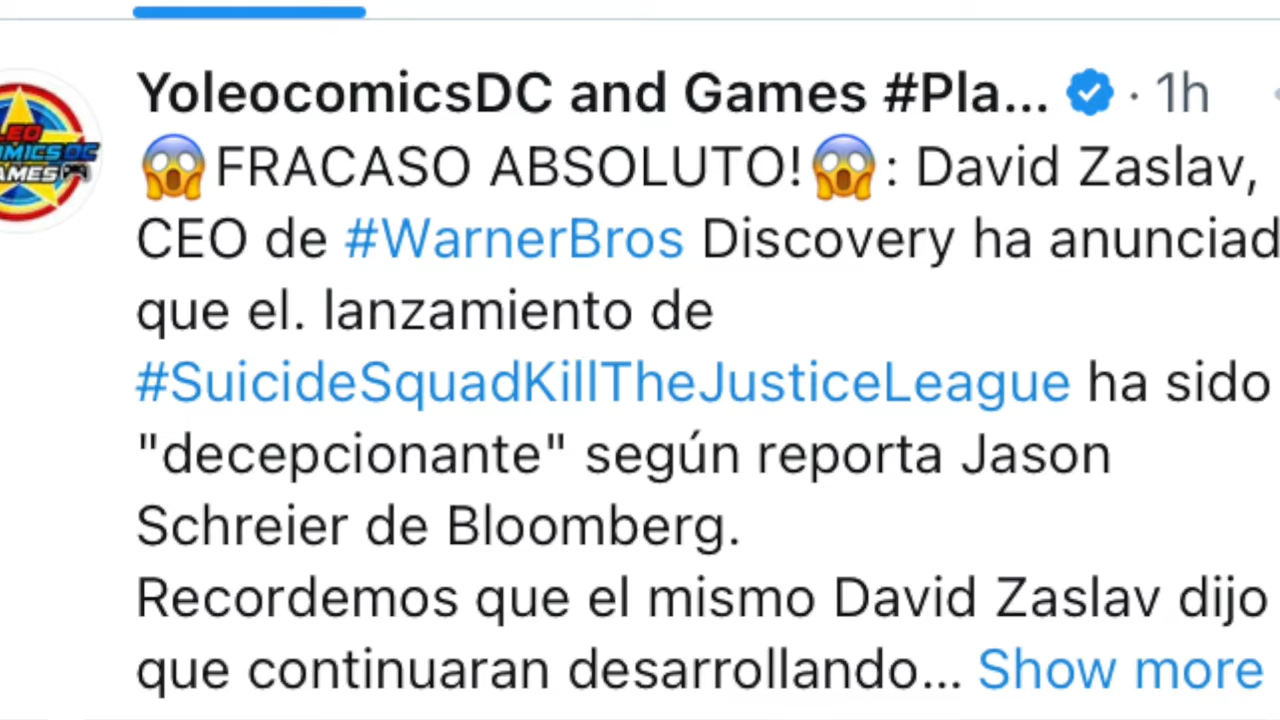 YoleocomicsDC and Games #Pla... · 1h
😱FRACASO ABSOLUTO!😱: David Zaslav,
CEO de #WarnerBros Discovery ha anunciad
que el. lanzamiento de
#SuicideSquadKillTheJusticeLeague ha sido
"decepcionante" según reporta Jason
Schreier de Bloomberg.
Recordemos que el mismo David Zaslav dijo
que continuaran desarrollando... Show more